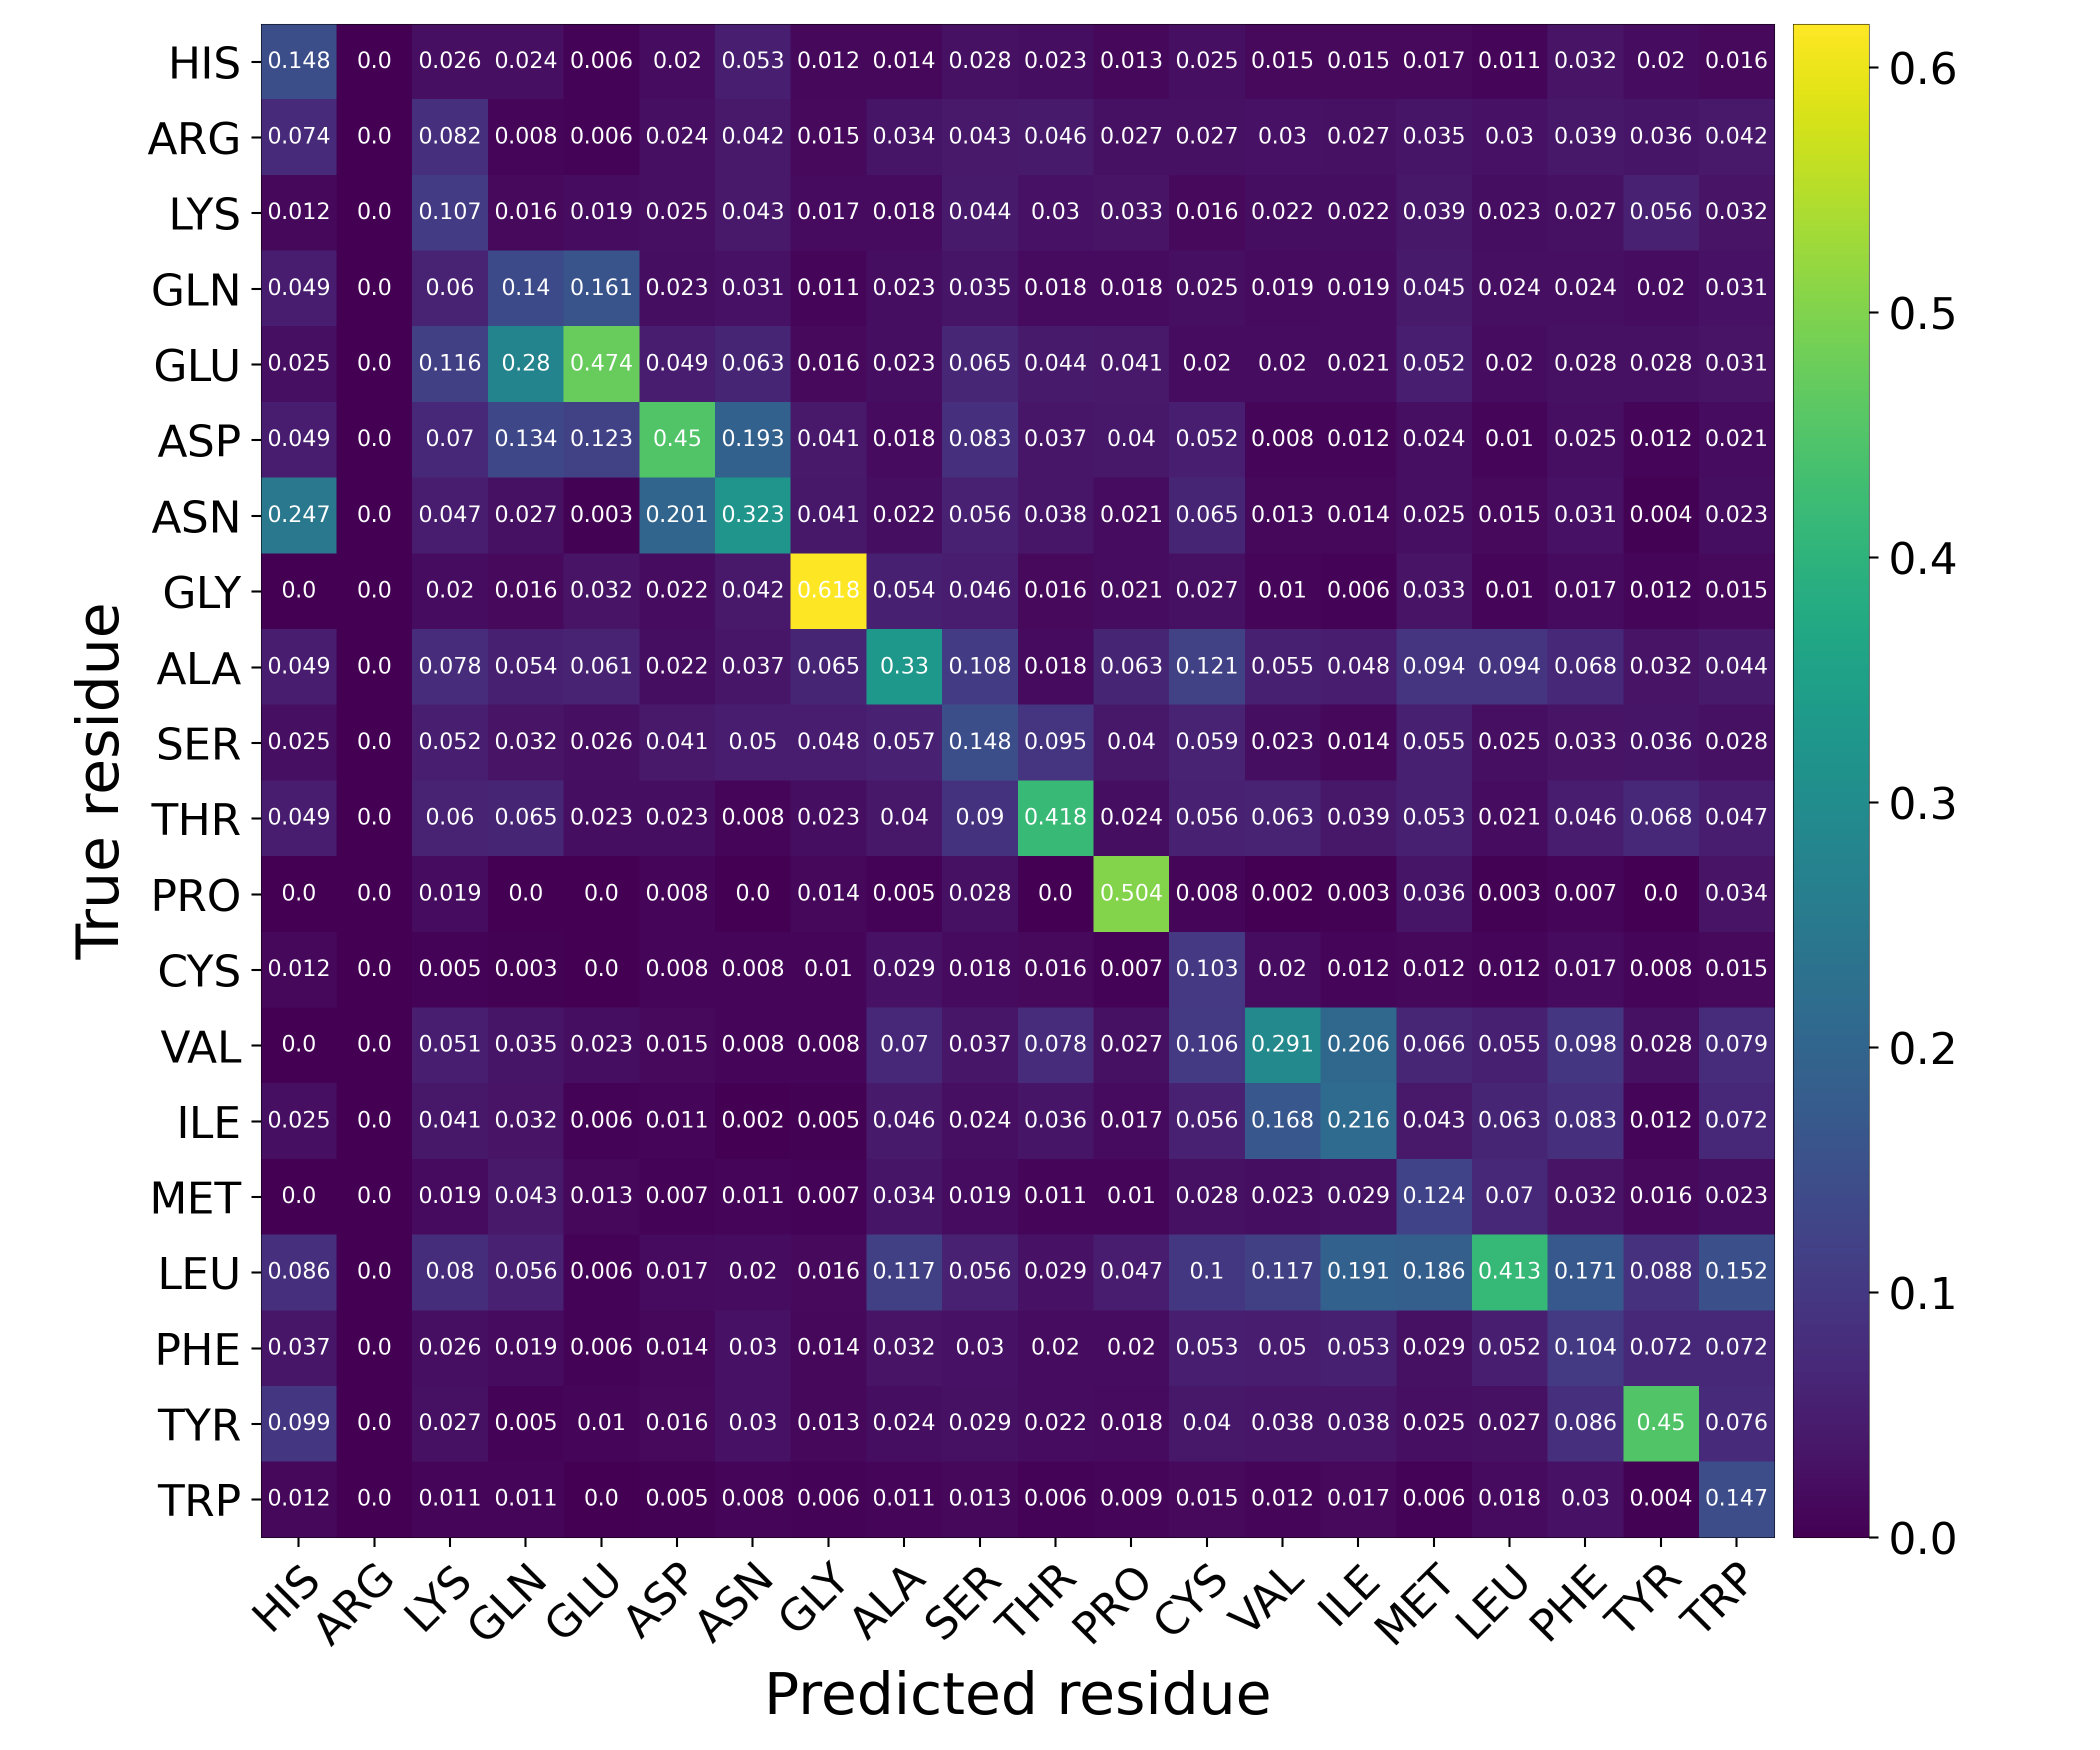 HIS 0.148 0.0 0.026 0.024 0.006 0.02 0.053 0.012 0.014 0.028 0.023 0.013 0.025 0.015 0.015 0.017 0.011 0.032 0.02 0.016
ARG 0.074 0.0 0.082 0.008 0.006 0.024 0.042 0.015 0.034 0.043 0.046 0.027 0.027 0.03 0.027 0.035 0.03 0.039 0.036 0.042
LYS 0.012 0.0 0.107 0.016 0.019 0.025 0.043 0.017 0.018 0.044 0.03 0.033 0.016 0.022 0.022 0.039 0.023 0.027 0.056 0.032
GLN 0.049 0.0 0.06 0.14 0.161 0.023 0.031 0.011 0.023 0.035 0.018 0.018 0.025 0.019 0.019 0.045 0.024 0.024 0.02 0.031
GLU 0.025 0.0 0.116 0.28 0.474 0.049 0.063 0.016 0.023 0.065 0.044 0.041 0.02 0.02 0.021 0.052 0.02 0.028 0.028 0.031
ASP 0.049 0.0 0.07 0.134 0.123 0.45 0.193 0.041 0.018 0.083 0.037 0.04 0.052 0.008 0.012 0.024 0.01 0.025 0.012 0.021
ASN 0.247 0.0 0.047 0.027 0.003 0.201 0.323 0.041 0.022 0.056 0.038 0.021 0.065 0.013 0.014 0.025 0.015 0.031 0.004 0.023
GLY 0.0 0.0 0.02 0.016 0.032 0.022 0.042 0.618 0.054 0.046 0.016 0.021 0.027 0.01 0.006 0.033 0.01 0.017 0.012 0.015
ALA 0.049 0.0 0.078 0.054 0.061 0.022 0.037 0.065 0.33 0.108 0.018 0.063 0.121 0.055 0.048 0.094 0.094 0.068 0.032 0.044
SER 0.025 0.0 0.052 0.032 0.026 0.041 0.05 0.048 0.057 0.148 0.095 0.04 0.059 0.023 0.014 0.055 0.025 0.033 0.036 0.028
THR 0.049 0.0 0.06 0.065 0.023 0.023 0.008 0.023 0.04 0.09 0.418 0.024 0.056 0.063 0.039 0.053 0.021 0.046 0.068 0.047
PRO 0.0 0.0 0.019 0.0 0.0 0.008 0.0 0.014 0.005 0.028 0.0 0.504 0.008 0.002 0.003 0.036 0.003 0.007 0.0 0.034
CYS 0.012 0.0 0.005 0.003 0.0 0.008 0.008 0.01 0.029 0.018 0.016 0.007 0.103 0.02 0.012 0.012 0.012 0.017 0.008 0.015
VAL 0.0 0.0 0.051 0.035 0.023 0.015 0.008 0.008 0.07 0.037 0.078 0.027 0.106 0.291 0.206 0.066 0.055 0.098 0.028 0.079
ILE 0.025 0.0 0.041 0.032 0.006 0.011 0.002 0.005 0.046 0.024 0.036 0.017 0.056 0.168 0.216 0.043 0.063 0.083 0.012 0.072
MET 0.0 0.0 0.019 0.043 0.013 0.007 0.011 0.007 0.034 0.019 0.011 0.01 0.028 0.023 0.029 0.124 0.07 0.032 0.016 0.023
LEU 0.086 0.0 0.08 0.056 0.006 0.017 0.02 0.016 0.117 0.056 0.029 0.047 0.1 0.117 0.191 0.186 0.413 0.171 0.088 0.152
PHE 0.037 0.0 0.026 0.019 0.006 0.014 0.03 0.014 0.032 0.03 0.02 0.02 0.053 0.05 0.053 0.029 0.052 0.104 0.072 0.072
TYR 0.099 0.0 0.027 0.005 0.01 0.016 0.03 0.013 0.024 0.029 0.022 0.018 0.04 0.038 0.038 0.025 0.027 0.086 0.45 0.076
TRP 0.012 0.0 0.011 0.011 0.0 0.005 0.008 0.006 0.011 0.013 0.006 0.009 0.015 0.012 0.017 0.006 0.018 0.03 0.004 0.147
HIS ARG LYS GLN GLU ASP ASN GLY ALA SER THR PRO CYS VAL ILE MET LEU PHE TYR TRP
Predicted residue
True residue
0.6
0.5
0.4
0.3
0.2
0.1
0.0